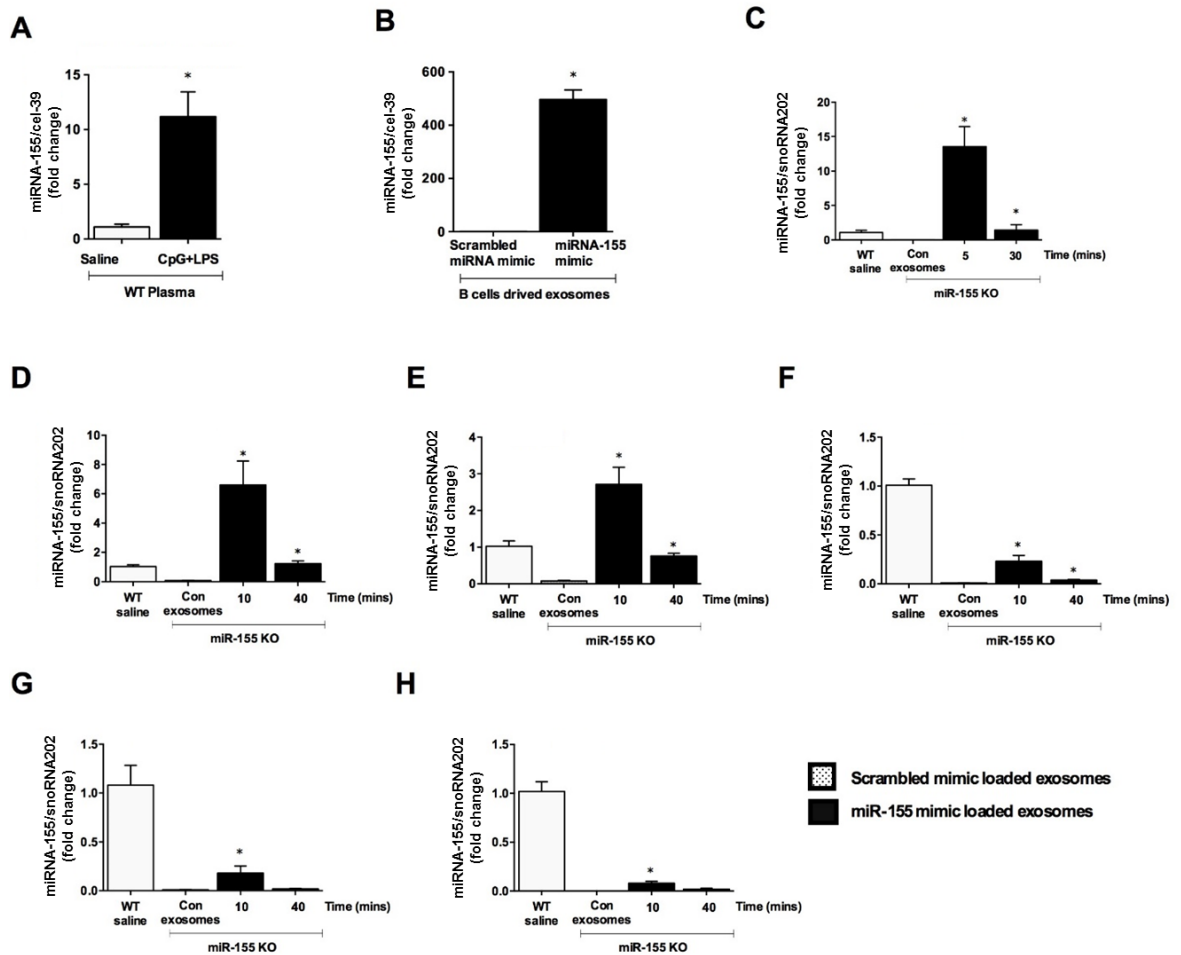 A
miRNA-155/cel-39
(fold change)
15
10
5
0
*
Saline
CpG+LPS
WT Plasma
B
miRNA-155/cel-39
(fold change)
600
400
200
0
*
Scrambled
miRNA mimic
miRNA-155
mimic
B cells drived exosomes
C
miRNA-155/snoRNA202
(fold change)
20
15
10
5
0
*
*
WT
saline
Con
exosomes
5
30
Time (mins)
miR-155 KO
D
miRNA-155/snoRNA202
(fold change)
10
8
6
4
2
0
*
*
WT
saline
Con
exosomes
10
40
Time (mins)
miR-155 KO
E
miRNA-155/snoRNA202
(fold change)
4
3
2
1
0
*
*
WT
saline
Con
exosomes
10
40
Time (mins)
miR-155 KO
F
miRNA-155/snoRNA202
(fold change)
1.5
1.0
0.5
0.0
*
*
WT
saline
Con
exosomes
10
40
Time (mins)
miR-155 KO
G
miRNA-155/snoRNA202
(fold change)
1.5
1.0
0.5
0.0
*
WT
saline
Con
exosomes
10
40
Time (mins)
miR-155 KO
H
miRNA-155/snoRNA202
(fold change)
1.5
1.0
0.5
0.0
*
WT
saline
Con
exosomes
10
40
Time (mins)
miR-155 KO
Scrambled mimic loaded exosomes
miR-155 mimic loaded exosomes